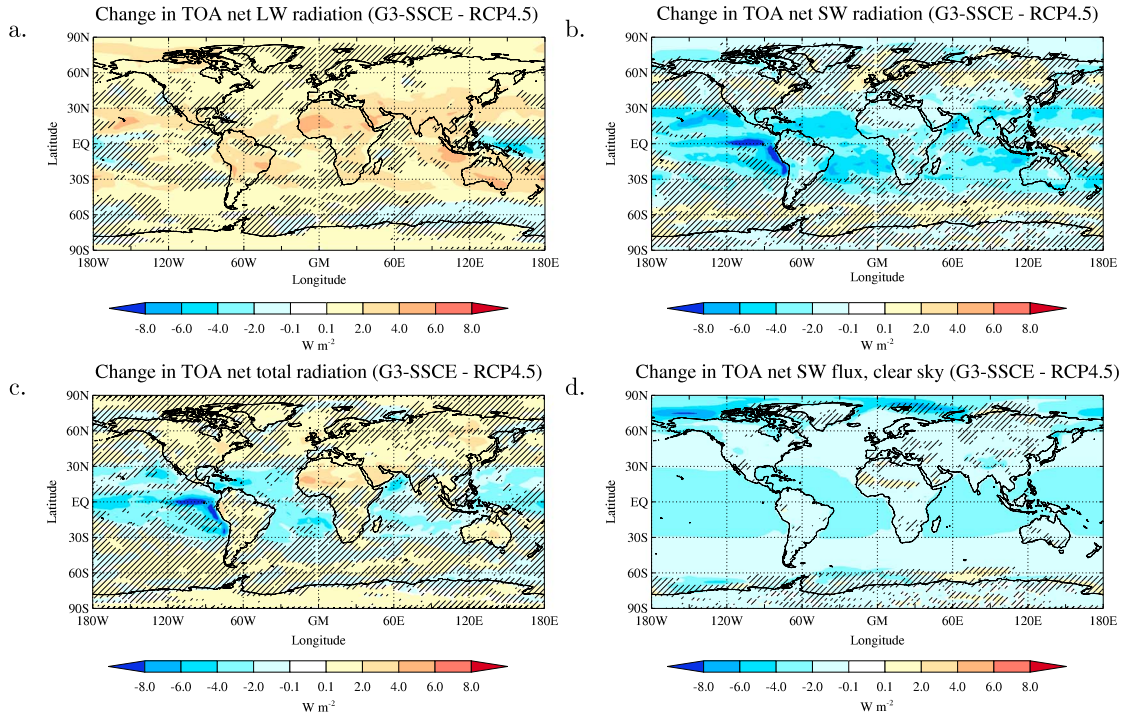 a.
Change in TOA net LW radiation (G3-SSCE - RCP4.5)
90N
60N
30N
EQ
30S
60S
90S
Latitude
180W 120W 60W GM 60E 120E 180E
Longitude
-8.0 -6.0 -4.0 -2.0 -0.1 0.1 2.0 4.0 6.0 8.0
W m-2
b.
Change in TOA net SW radiation (G3-SSCE - RCP4.5)
90N
60N
30N
EQ
30S
60S
90S
Latitude
180W 120W 60W GM 60E 120E 180E
Longitude
-8.0 -6.0 -4.0 -2.0 -0.1 0.1 2.0 4.0 6.0 8.0
W m-2
c.
Change in TOA net total radiation (G3-SSCE - RCP4.5)
90N
60N
30N
EQ
30S
60S
90S
Latitude
180W 120W 60W GM 60E 120E 180E
Longitude
-8.0 -6.0 -4.0 -2.0 -0.1 0.1 2.0 4.0 6.0 8.0
W m-2
d.
Change in TOA net SW flux, clear sky (G3-SSCE - RCP4.5)
90N
60N
30N
EQ
30S
60S
90S
Latitude
180W 120W 60W GM 60E 120E 180E
Longitude
-8.0 -6.0 -4.0 -2.0 -0.1 0.1 2.0 4.0 6.0 8.0
W m-2